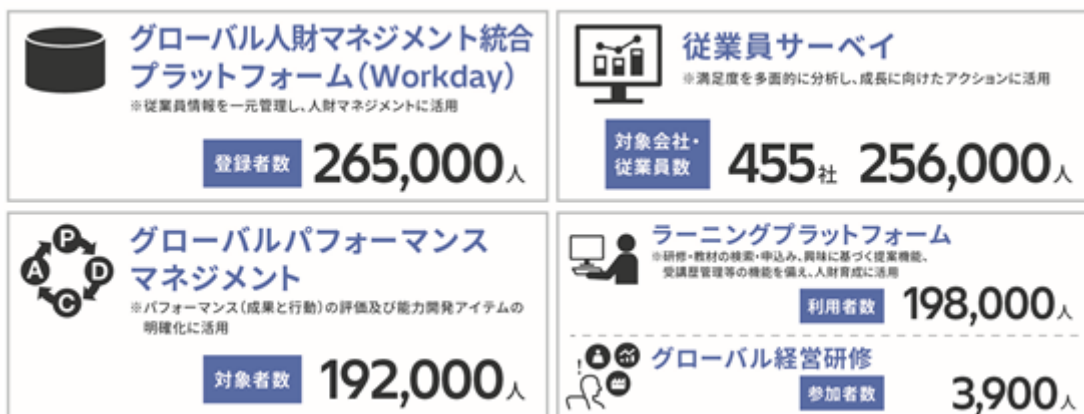 グローバル人財マネジメント統合
プラットフォーム(Workday)
※従業員情報を一元管理し、人財マネジメントに活用
登録者数 265,000人
従業員サーベイ
※満足度を多面的に分析し、成長に向けたアクションに活用
対象会社・
従業員数 455社 256,000人
P
A D
C
グローバルパフォーマンス
マネジメント
※パフォーマンス(成果と行動)の評価及び能力開発アイテムの
明確化に活用
対象者数 192,000人
ラーニングプラットフォーム
※研修・教材の検索・申込み、興味に基づく提案機能、
受講歴管理等の機能を備え、人財育成に活用
利用者数 198,000人
グローバル経営研修
参加者数 3,900人